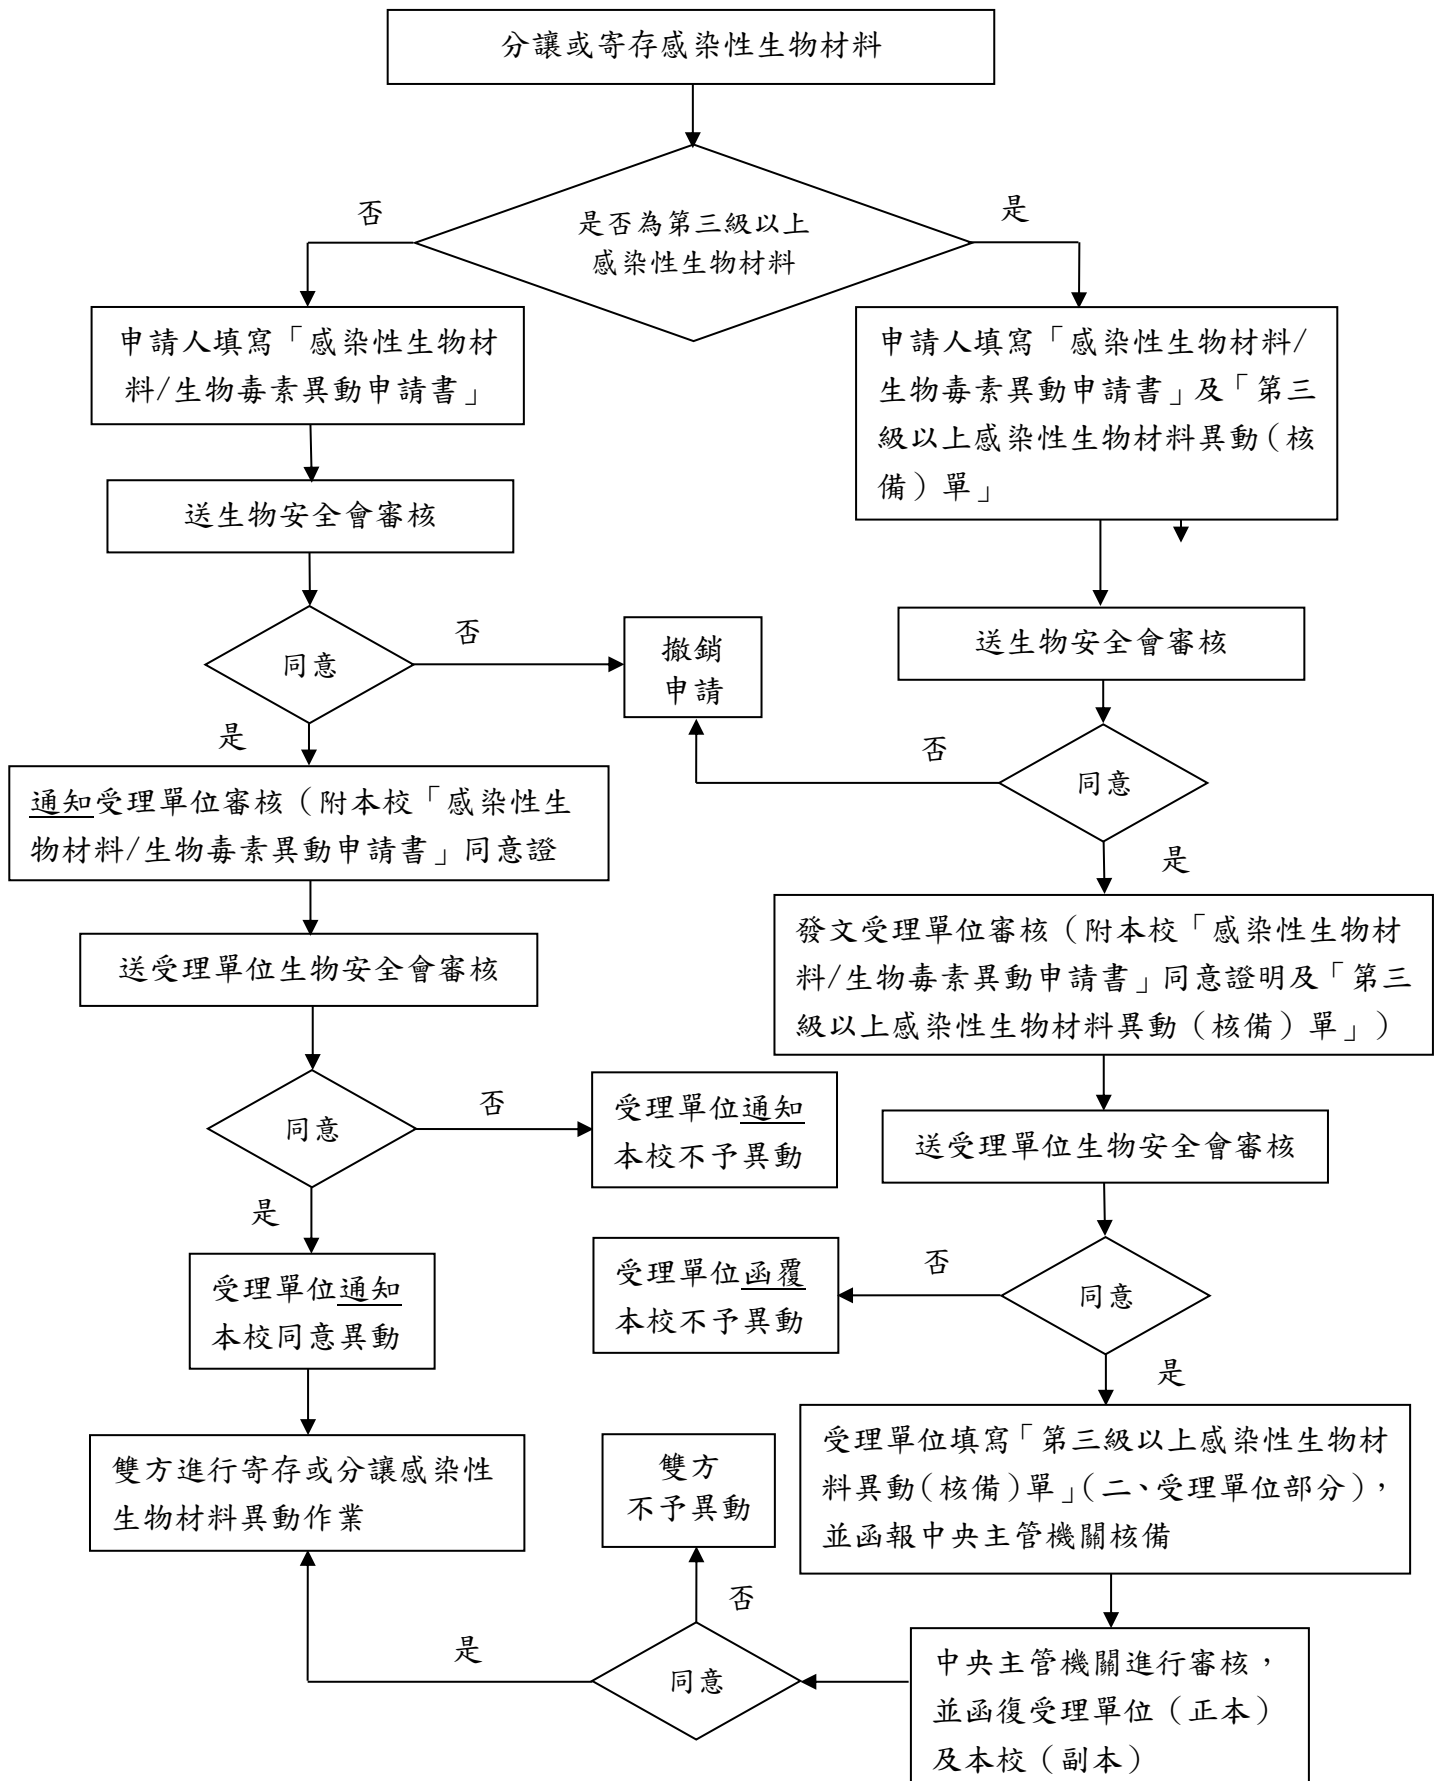 分讓或寄存感染性生物材料
是否為第三級以上
感染性生物材料
否
是
申請人填寫「感染性生物材
料/生物毒素異動申請書」
送生物安全會審核
同意
否
撤銷
申請
是
通知受理單位審核（附本校「感染性生
物材料/生物毒素異動申請書」同意證
送受理單位生物安全會審核
同意
否
受理單位通知
本校不予異動
是
受理單位通知
本校同意異動
雙方進行寄存或分讓感染性
生物材料異動作業
申請人填寫「感染性生物材料/
生物毒素異動申請書」及「第三
級以上感染性生物材料異動（核
備）單」
送生物安全會審核
同意
否
是
發文受理單位審核（附本校「感染性生物材
料/生物毒素異動申請書」同意證明及「第三
級以上感染性生物材料異動（核備）單」）
送受理單位生物安全會審核
同意
否
受理單位函覆
本校不予異動
是
受理單位填寫「第三級以上感染性生物材
料異動(核備)單」(二、受理單位部分)，
並函報中央主管機關核備
中央主管機關進行審核，
並函復受理單位（正本）
及本校（副本）
同意
否
雙方
不予異動
是